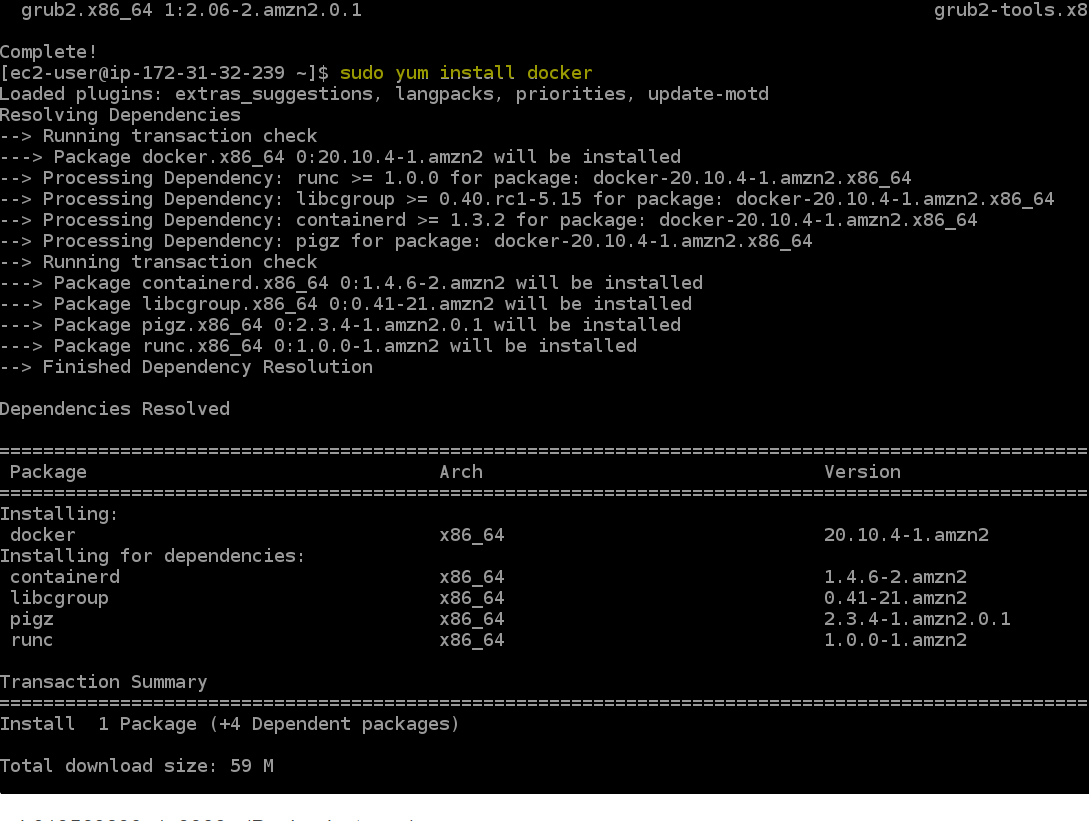 grub2.x86_64 1:2.06-2.amzn2.0.1 grub2-tools.x8
Complete!
[ec2-user@ip-172-31-32-239 ~]$ sudo yum install docker
Loaded plugins: extras_suggestions, langpacks, priorities, update-motd
Resolving Dependencies
--> Running transaction check
---> Package docker.x86_64 0:20.10.4-1.amzn2 will be installed
--> Processing Dependency: runc >= 1.0.0 for package: docker-20.10.4-1.amzn2.x86_64
--> Processing Dependency: libcgroup >= 0.40.rc1-5.15 for package: docker-20.10.4-1.amzn2.x86_64
--> Processing Dependency: containerd >= 1.3.2 for package: docker-20.10.4-1.amzn2.x86_64
--> Processing Dependency: pigz for package: docker-20.10.4-1.amzn2.x86_64
--> Running transaction check
---> Package containerd.x86_64 0:1.4.6-2.amzn2 will be installed
---> Package libcgroup.x86_64 0:0.41-21.amzn2 will be installed
---> Package pigz.x86_64 0:2.3.4-1.amzn2.0.1 will be installed
---> Package runc.x86_64 0:1.0.0-1.amzn2 will be installed
--> Finished Dependency Resolution
Dependencies Resolved
Package Arch Version
Installing:
docker x86_64 20.10.4-1.amzn2
Installing for dependencies:
containerd x86_64 1.4.6-2.amzn2
libcgroup x86_64 0.41-21.amzn2
pigz x86_64 2.3.4-1.amzn2.0.1
runc x86_64 1.0.0-1.amzn2
Transaction Summary
Install 1 Package (+4 Dependent packages)
Total download size: 59 M